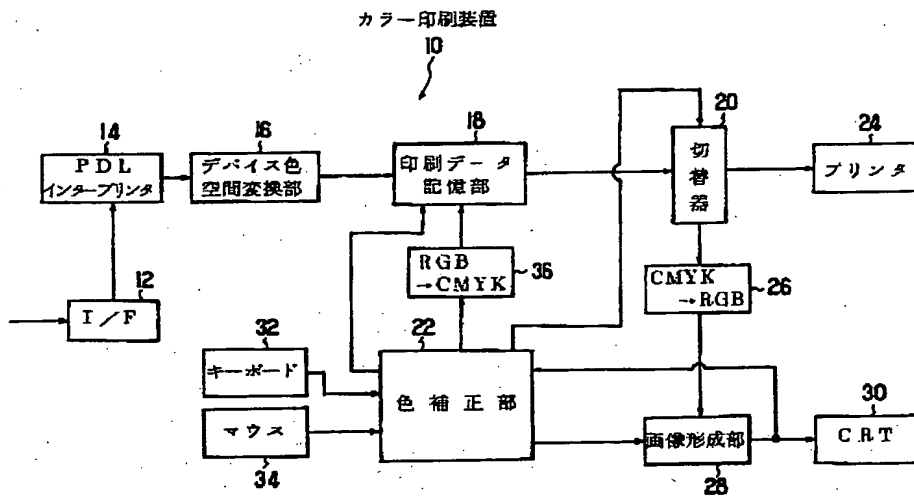 カラー印刷装置
10
14
PDL
インタープリンタ
16
デバイス色
空間変換部
18
印刷データ
記憶部
20
切
替
器
24
プリンタ
12
I/F
RGB
→CMYK
36
CMYK
→RGB
26
32
キーボード
22
色補正部
マウス
34
画像形成部
28
30
CRT